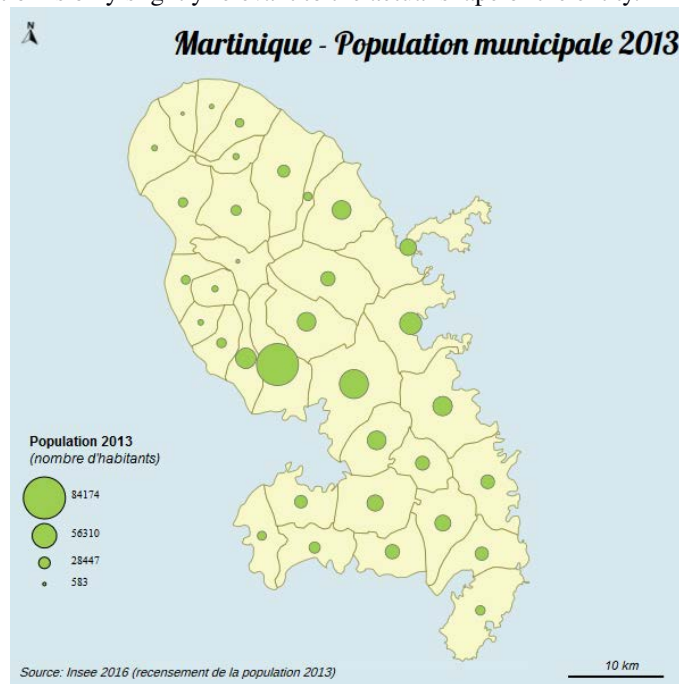 N
Martinique - Population municipale 2013
Population 2013
(nombre d'habitants)
84174
56310
28447
583
Source: Insee 2016 (recensement de la population 2013)
10 km